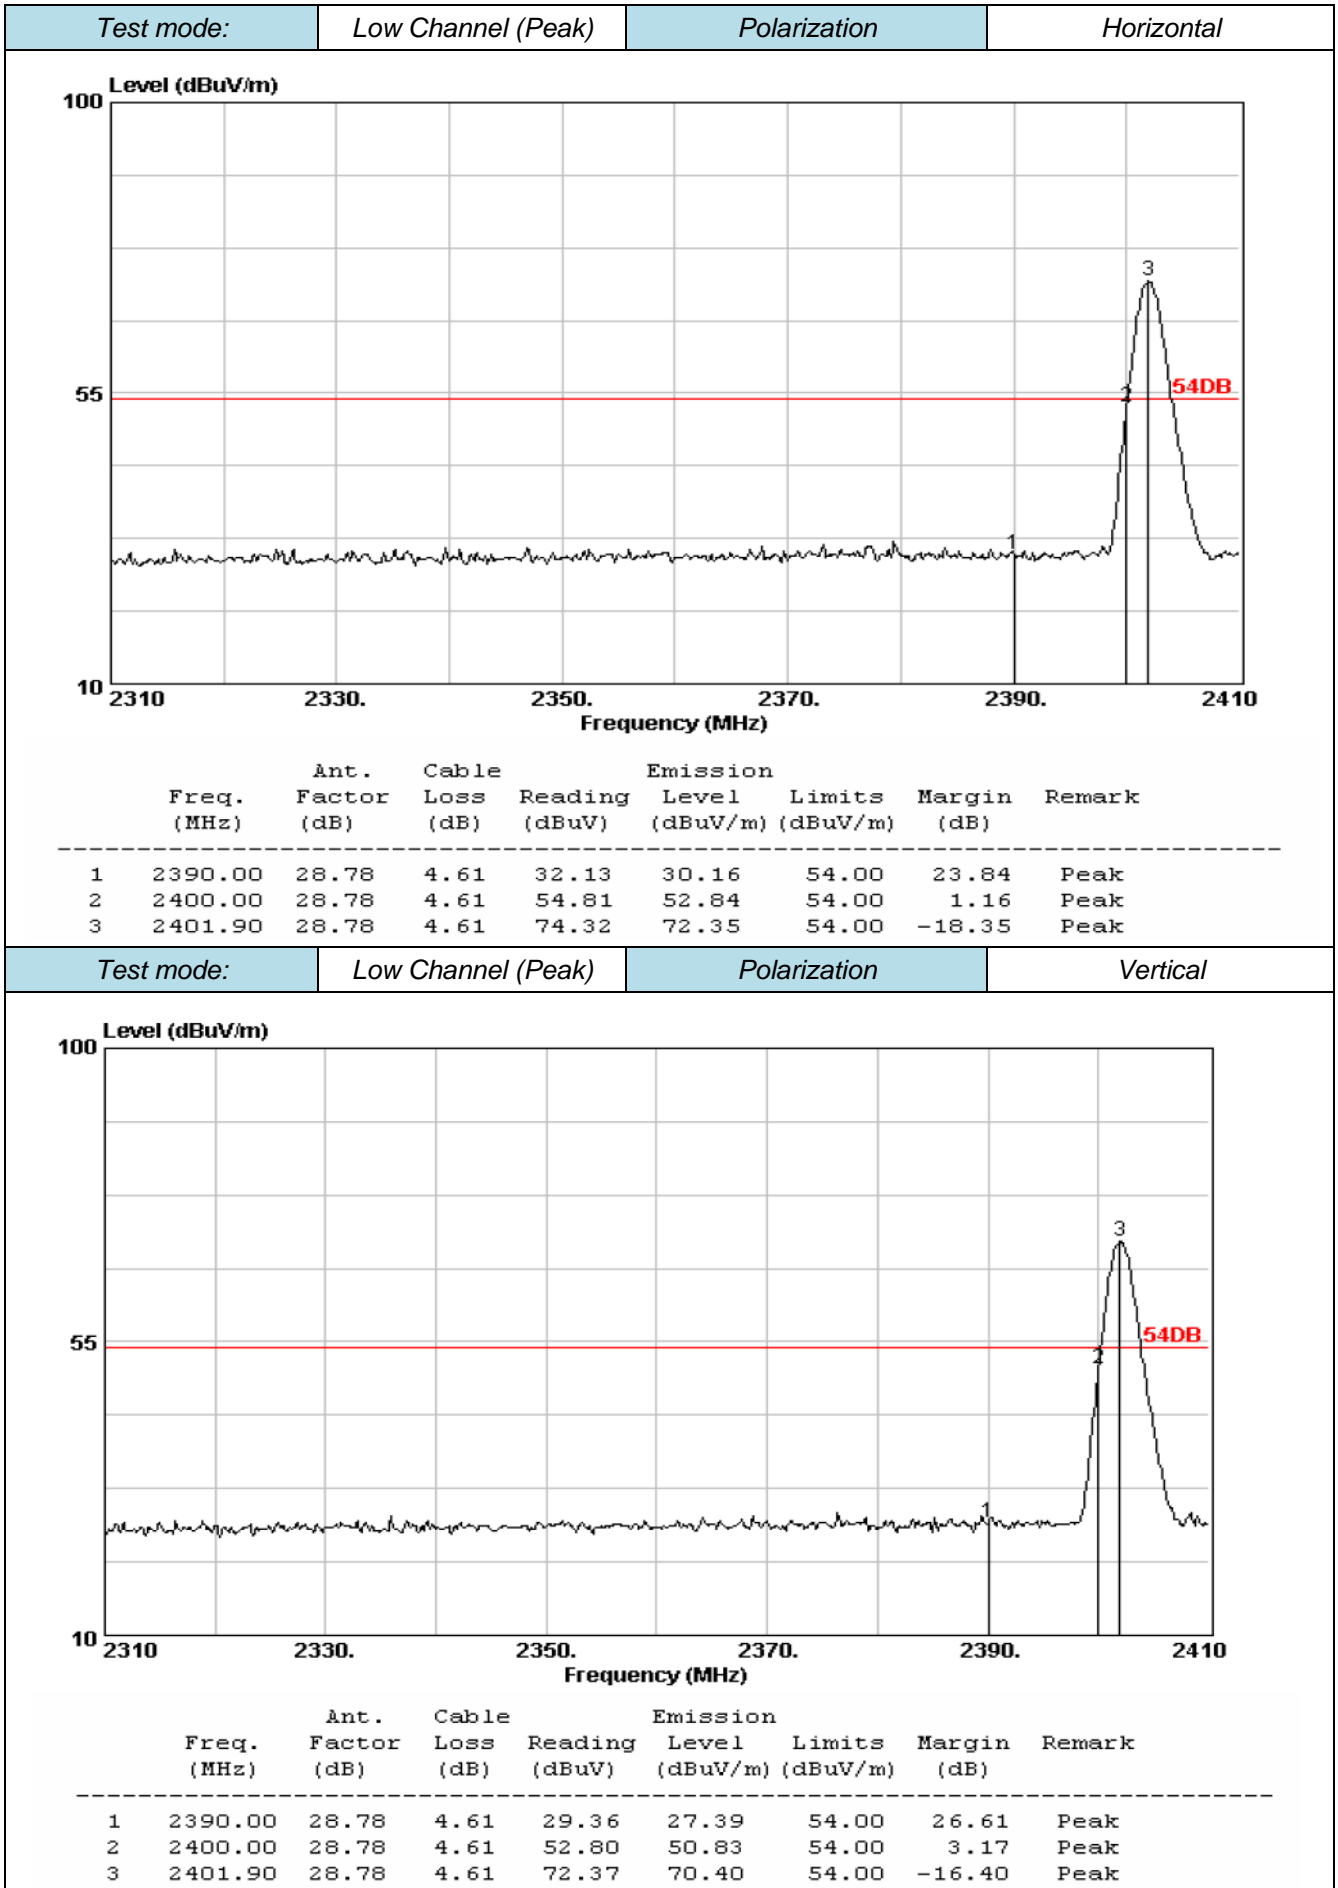 Test mode: Low Channel (Peak) Polarization Horizontal
Level (dBuV/m)
100
3
55
2
54DB
1
10
2310 2330. 2350. 2370. 2390. 2410
Frequency (MHz)
Ant. Cable Emission
Freq. Factor Loss Reading Level Limits Margin Remark
(MHz) (dB) (dB) (dBuV) (dBuV/m) (dBuV/m) (dB)
1 2390.00 28.78 4.61 32.13 30.16 54.00 23.84 Peak
2 2400.00 28.78 4.61 54.81 52.84 54.00 1.16 Peak
3 2401.90 28.78 4.61 74.32 72.35 54.00 -18.35 Peak
Test mode: Low Channel (Peak) Polarization Vertical
Level (dBuV/m)
100
3
55
54DB
2
1
10
2310 2330. 2350. 2370. 2390. 2410
Frequency (MHz)
Ant. Cable Emission
Freq. Factor Loss Reading Level Limits Margin Remark
(MHz) (dB) (dB) (dBuV) (dBuV/m) (dBuV/m) (dB)
1 2390.00 28.78 4.61 29.36 27.39 54.00 26.61 Peak
2 2400.00 28.78 4.61 52.80 50.83 54.00 3.17 Peak
3 2401.90 28.78 4.61 72.37 70.40 54.00 -16.40 Peak